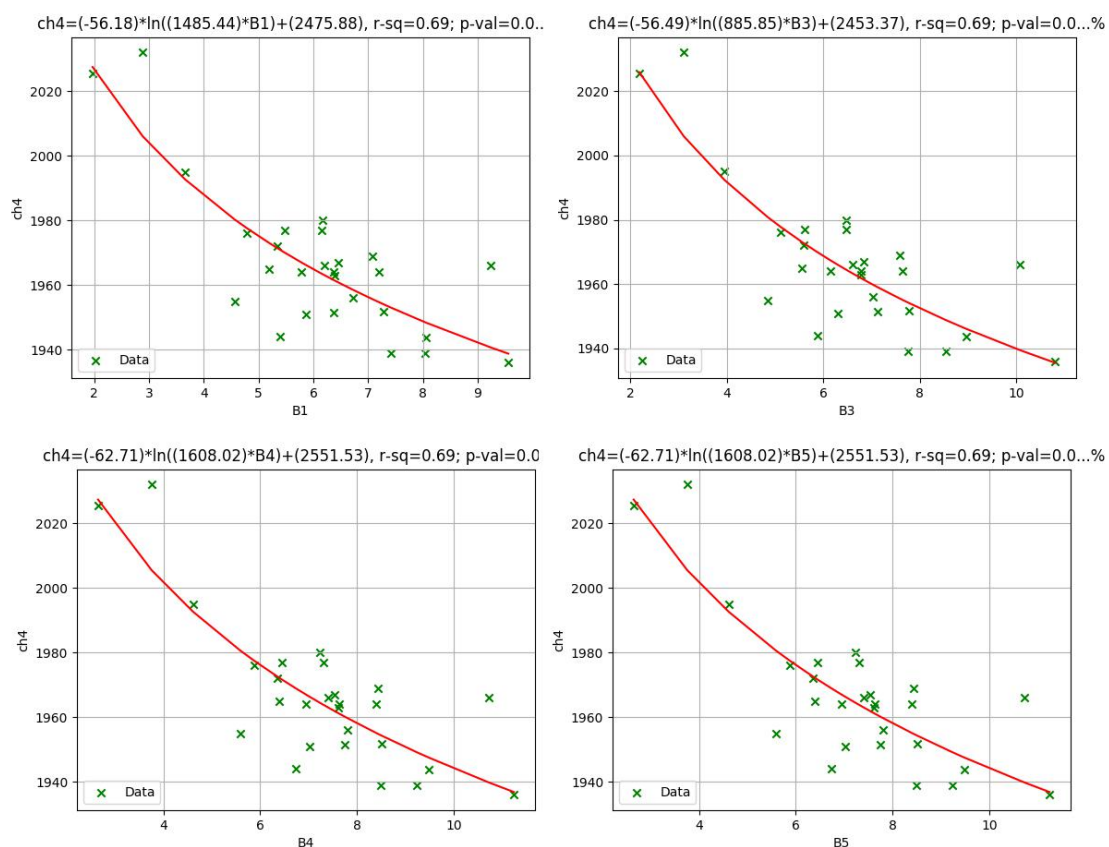 ch4=(-56.18)*ln((1485.44)*B1)+(2475.88), r-sq=0.69; p-val=0.0..
2020
2000
1980
1960
1940
ch4
Data
2 3 4 5 6 7 8 9
B1
ch4=(-56.49)*ln((885.85)*B3)+(2453.37), r-sq=0.69; p-val=0.0...%
2020
2000
1980
1960
1940
ch4
Data
2 4 6 8 10
B3
ch4=(-62.71)*ln((1608.02)*B4)+(2551.53), r-sq=0.69; p-val=0.0
2020
2000
1980
1960
1940
ch4
Data
4 6 8 10
B4
ch4=(-62.71)*ln((1608.02)*B5)+(2551.53), r-sq=0.69; p-val=0.0...%
2020
2000
1980
1960
1940
ch4
Data
4 6 8 10
B5